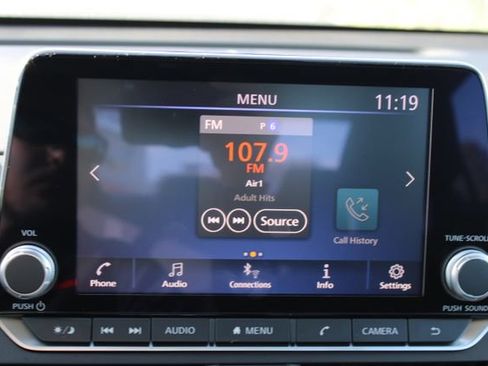 MENU 11:19
FM P 6
107.9
FM
Air1
Adult Hits
Source
Call History
VOL TUNE-SCROLL
Phone Audio Connections Info Settings
PUSH PUSH SOUND
AUDIO MENU CAMERA